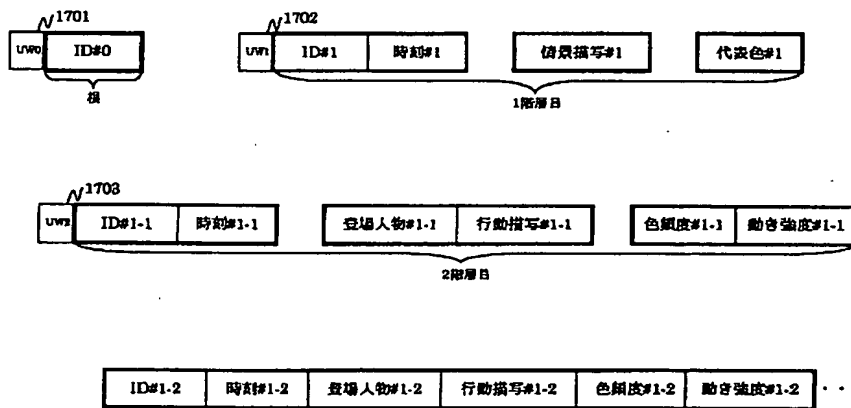 1701
1702
UW0 ID#0
UW1 ID#1 時刻#1 情景描写#1 代表色#1
根
1階層目
1703
UW2 ID#1-1 時刻#1-1 登場人物#1-1 行動描写#1-1 色頻度#1-1 動き強度#1-1
2階層目
ID#1-2 時刻#1-2 登場人物#1-2 行動描写#1-2 色頻度#1-2 動き強度#1-2 ・・